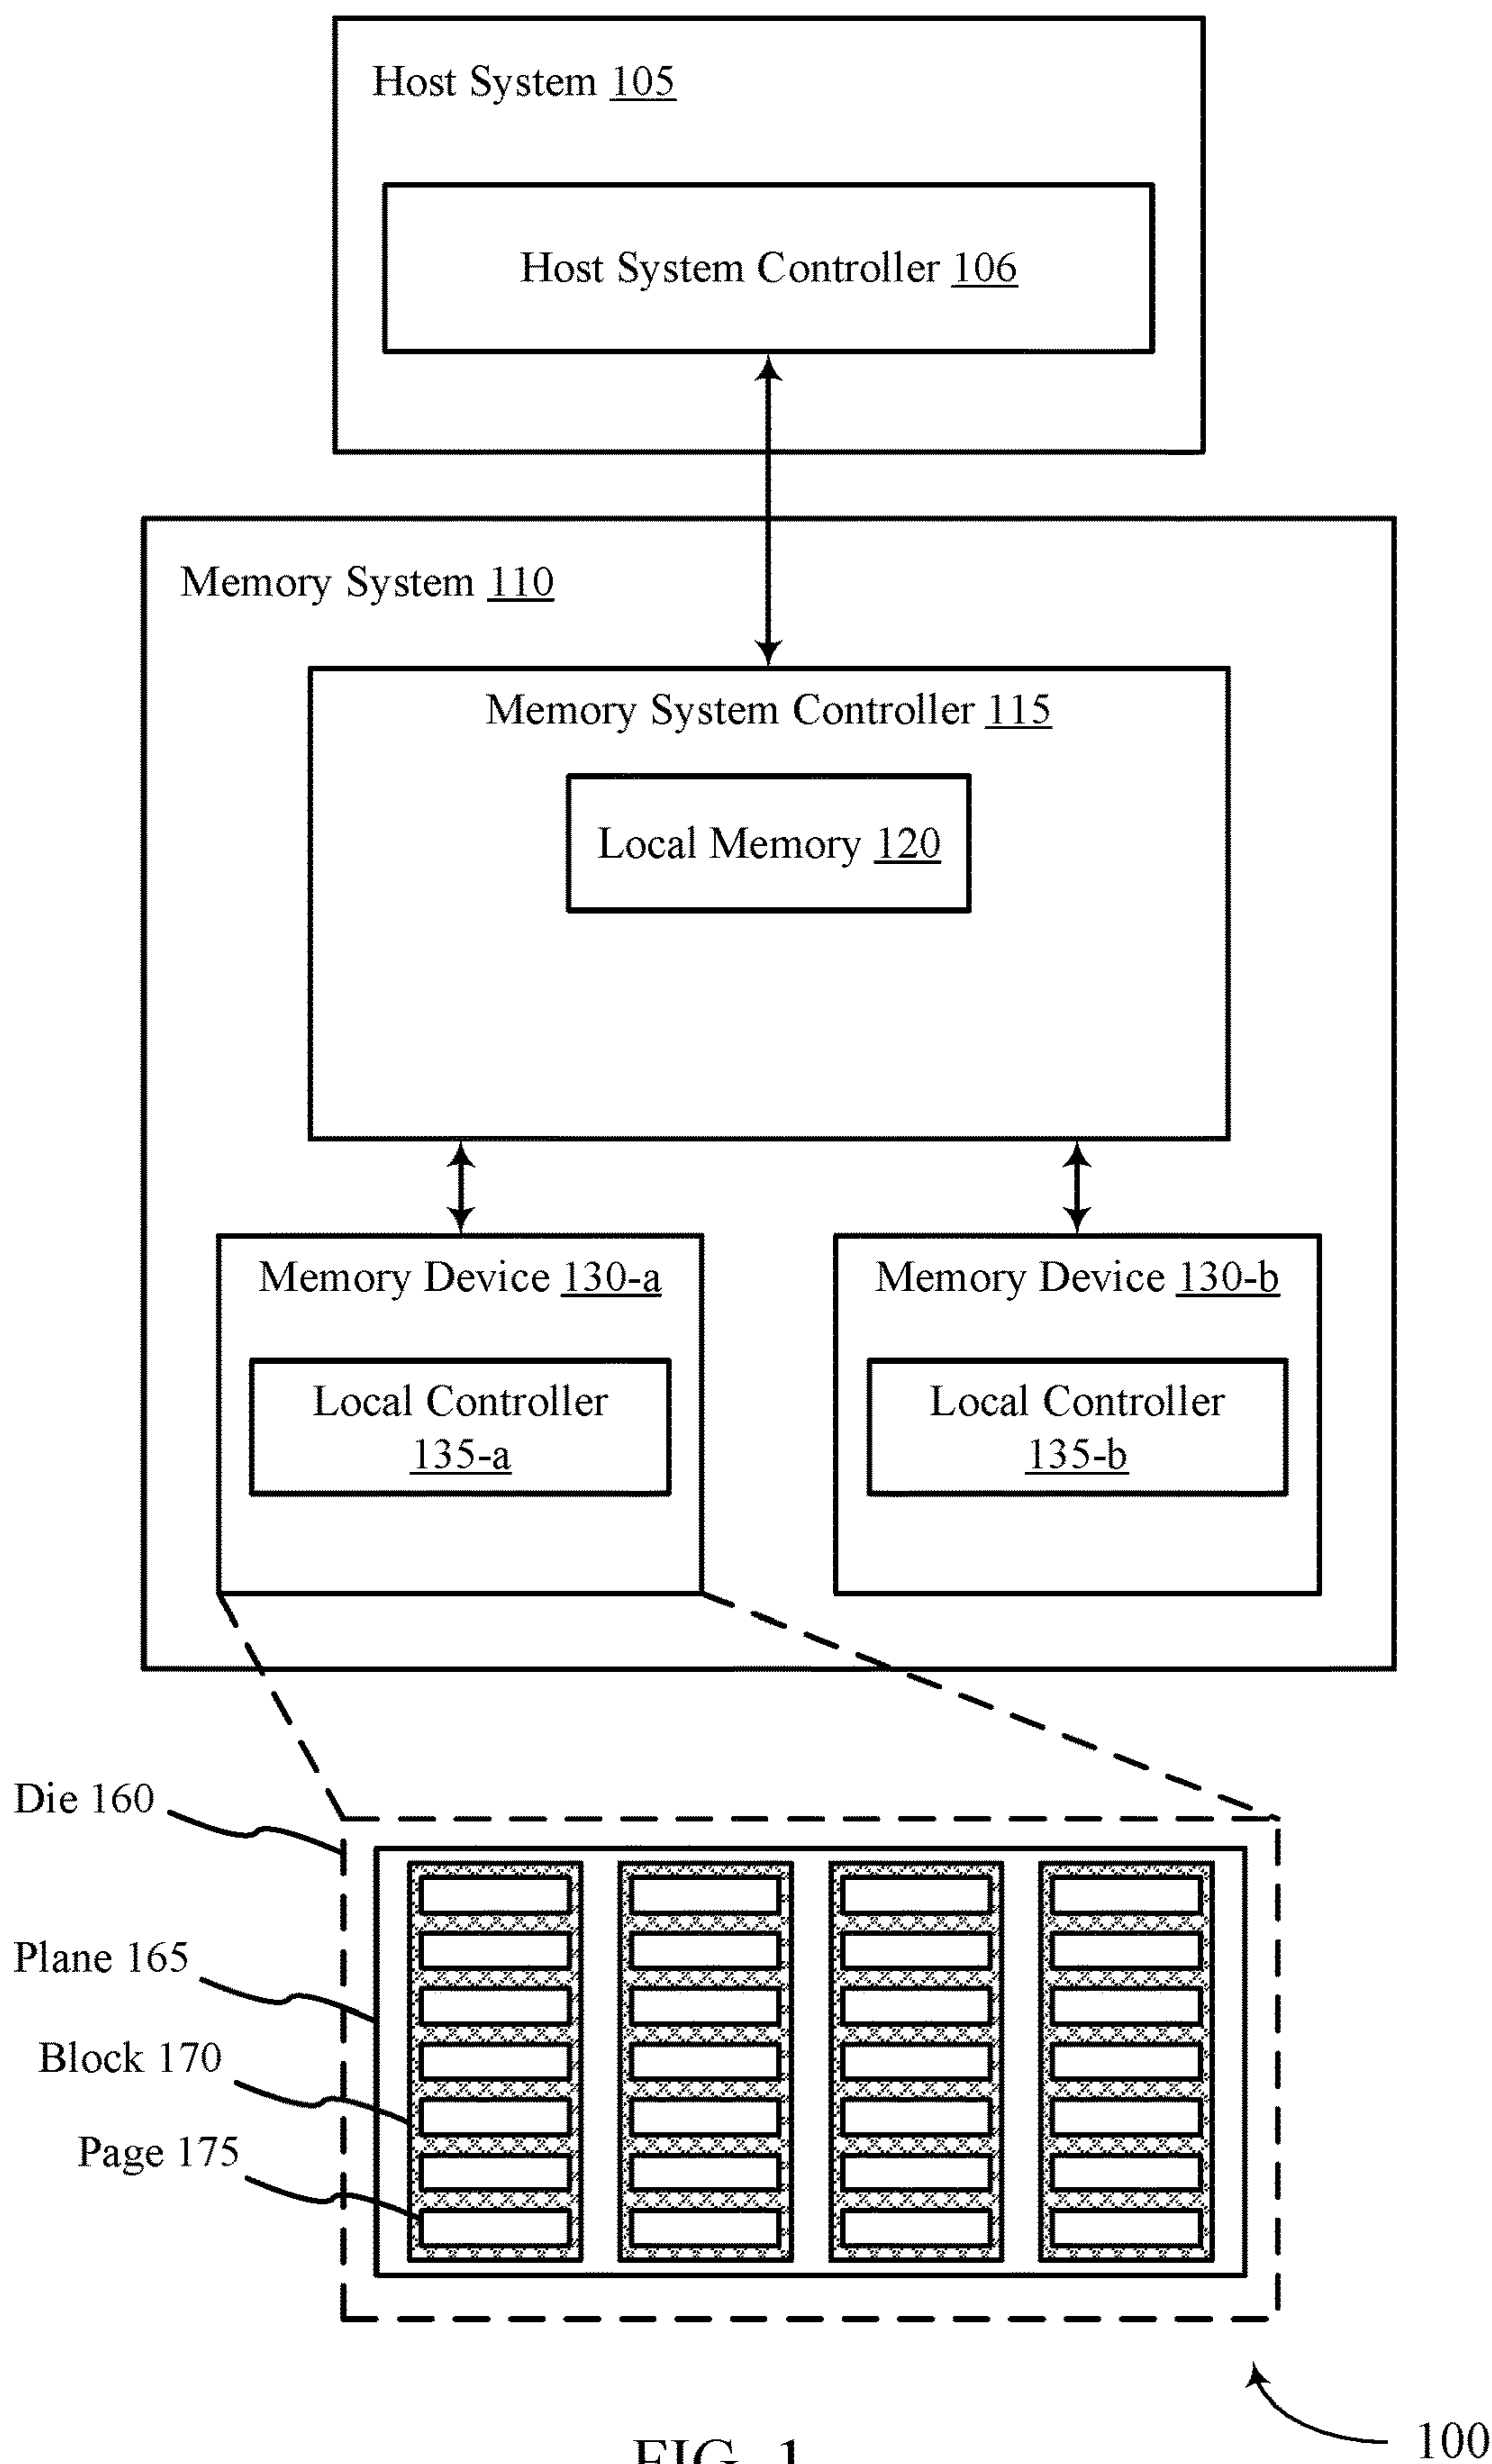 Host System 105
Host System Controller 106
Memory System 110
Memory System Controller 115
Local Memory 120
Memory Device 130-a
Local Controller
135-a
Memory Device 130-b
Local Controller
135-b
Die 160
Plane 165
Block 170
Page 175
100
FIG. 1